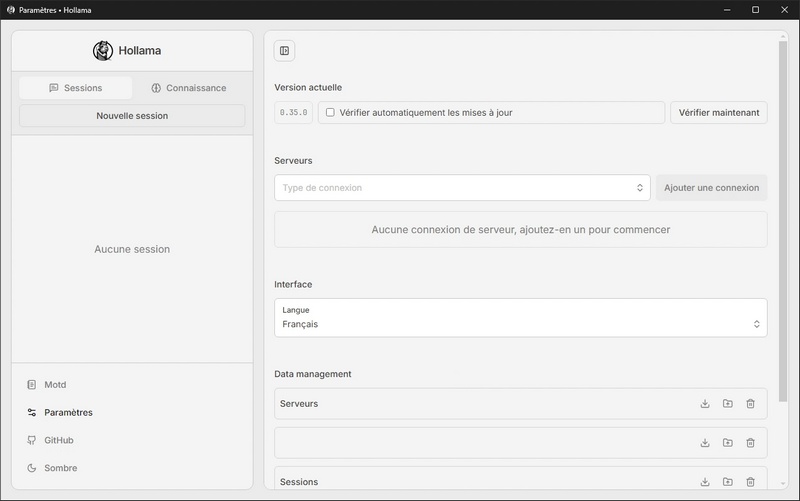 Paramètres • Hollama
Hollama
Sessions
Connaissance
Nouvelle session
Aucune session
Motd
Paramètres
GitHub
Sombre
Version actuelle
0.35.0
Vérifier automatiquement les mises à jour
Vérifier maintenant
Serveurs
Type de connexion
Ajouter une connexion
Aucune connexion de serveur, ajoutez-en un pour commencer
Interface
Langue
Français
Data management
Serveurs
Sessions